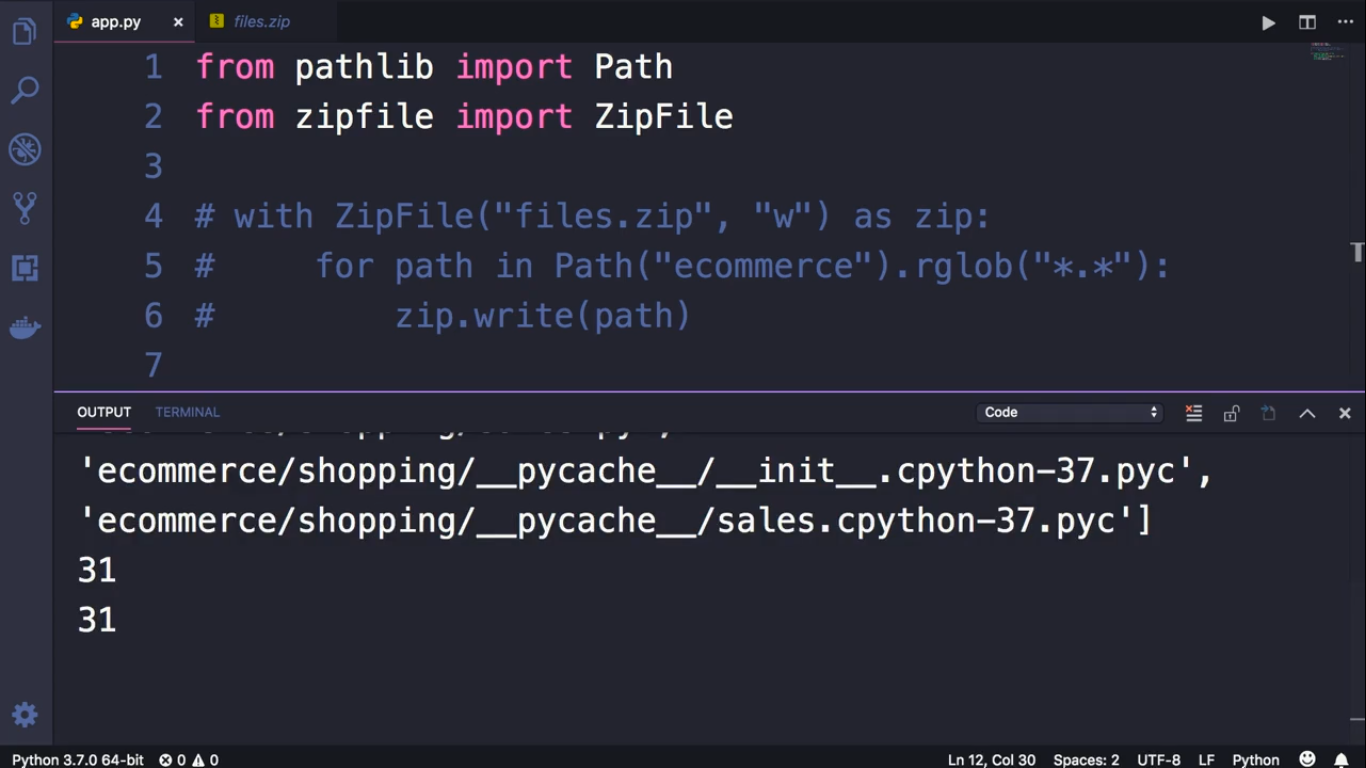 app.py
files.zip
1 from pathlib import Path
2 from zipfile import ZipFile
3
4 # with ZipFile("files.zip", "w") as zip:
5 #     for path in Path("ecommerce").rglob("*.*"):
6 #         zip.write(path)
7
OUTPUT TERMINAL Code
'ecommerce/shopping/__pycache__/__init__.cpython-37.pyc',
'ecommerce/shopping/__pycache__/sales.cpython-37.pyc']
31
31
Python 3.7.0 64-bit 0 0 Ln 12, Col 30 Spaces: 2 UTF-8 LF Python